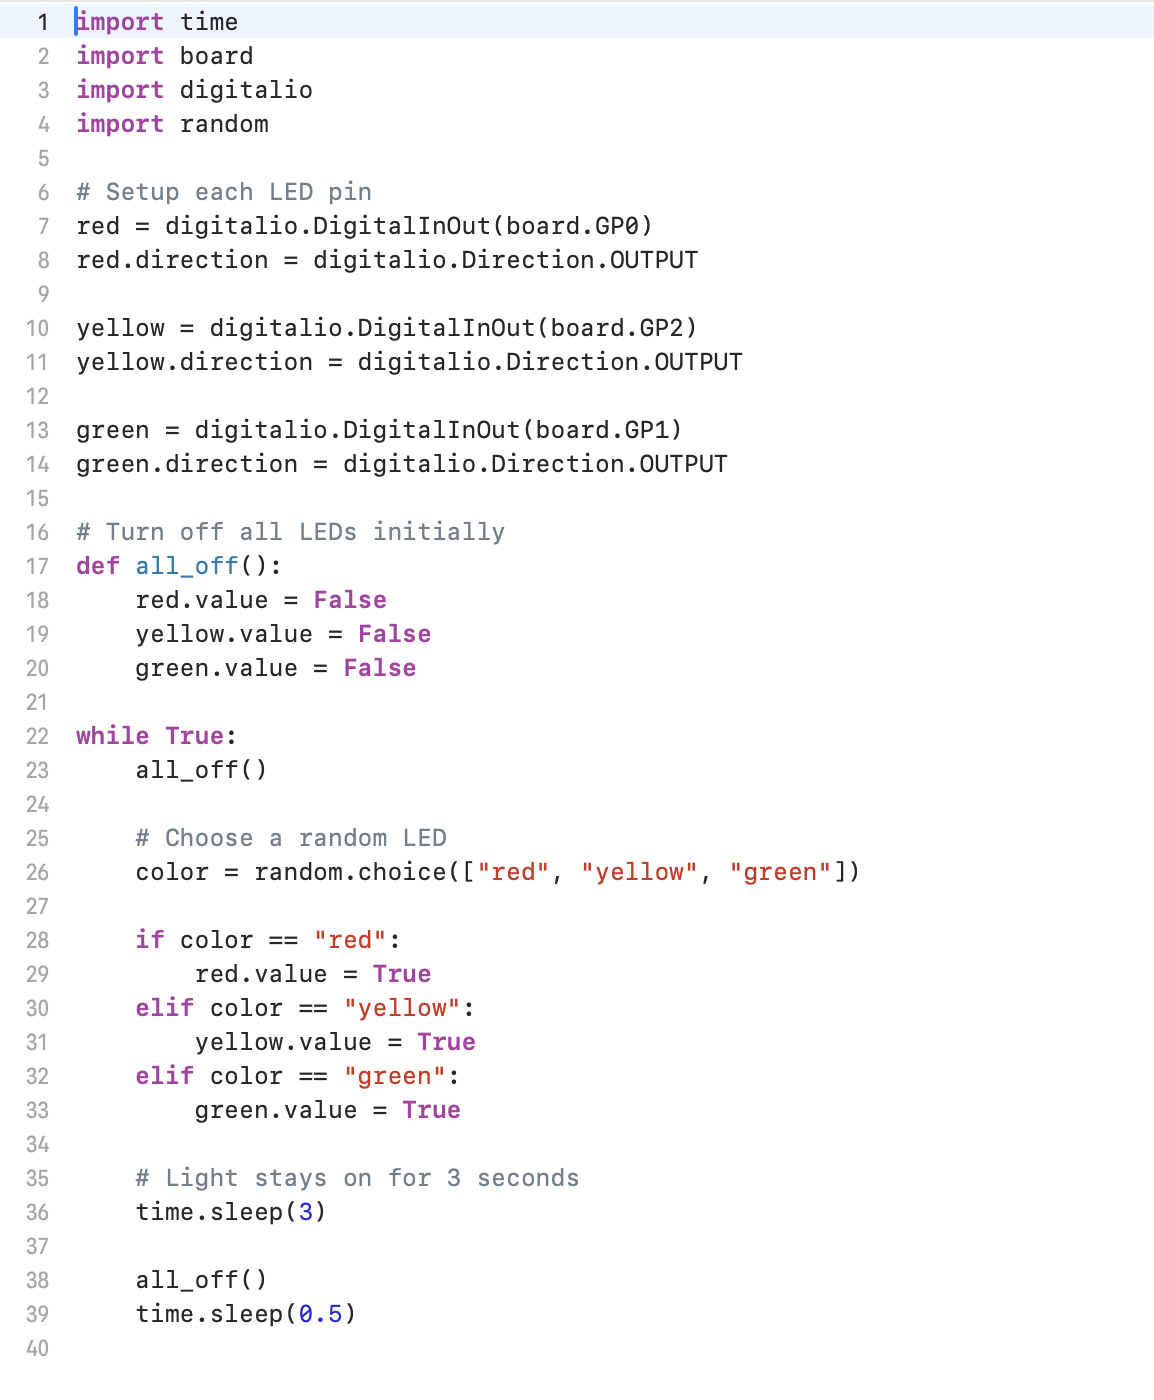 1 import time
2 import board
3 import digitalio
4 import random
5
6 # Setup each LED pin
7 red = digitalio.DigitalInOut(board.GP0)
8 red.direction = digitalio.Direction.OUTPUT
9
10 yellow = digitalio.DigitalInOut(board.GP2)
11 yellow.direction = digitalio.Direction.OUTPUT
12
13 green = digitalio.DigitalInOut(board.GP1)
14 green.direction = digitalio.Direction.OUTPUT
15
16 # Turn off all LEDs initially
17 def all_off():
18     red.value = False
19     yellow.value = False
20     green.value = False
21
22 while True:
23     all_off()
24
25     # Choose a random LED
26     color = random.choice(["red", "yellow", "green"])
27
28     if color == "red":
29         red.value = True
30     elif color == "yellow":
31         yellow.value = True
32     elif color == "green":
33         green.value = True
34
35     # Light stays on for 3 seconds
36     time.sleep(3)
37
38     all_off()
39     time.sleep(0.5)
40